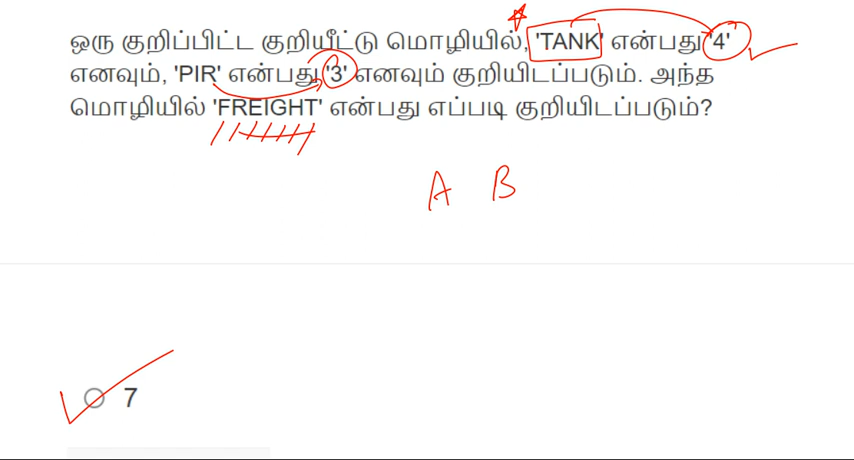 ஒரு குறிப்பிட்ட குறியீட்டு மொழியில், 'TANK' என்பது '4'
எனவும், 'PIR' என்பது '3' எனவும் குறியிடப்படும். அந்த
மொழியில் 'FREIGHT' என்பது எப்படி குறியிடப்படும்?
A B
7